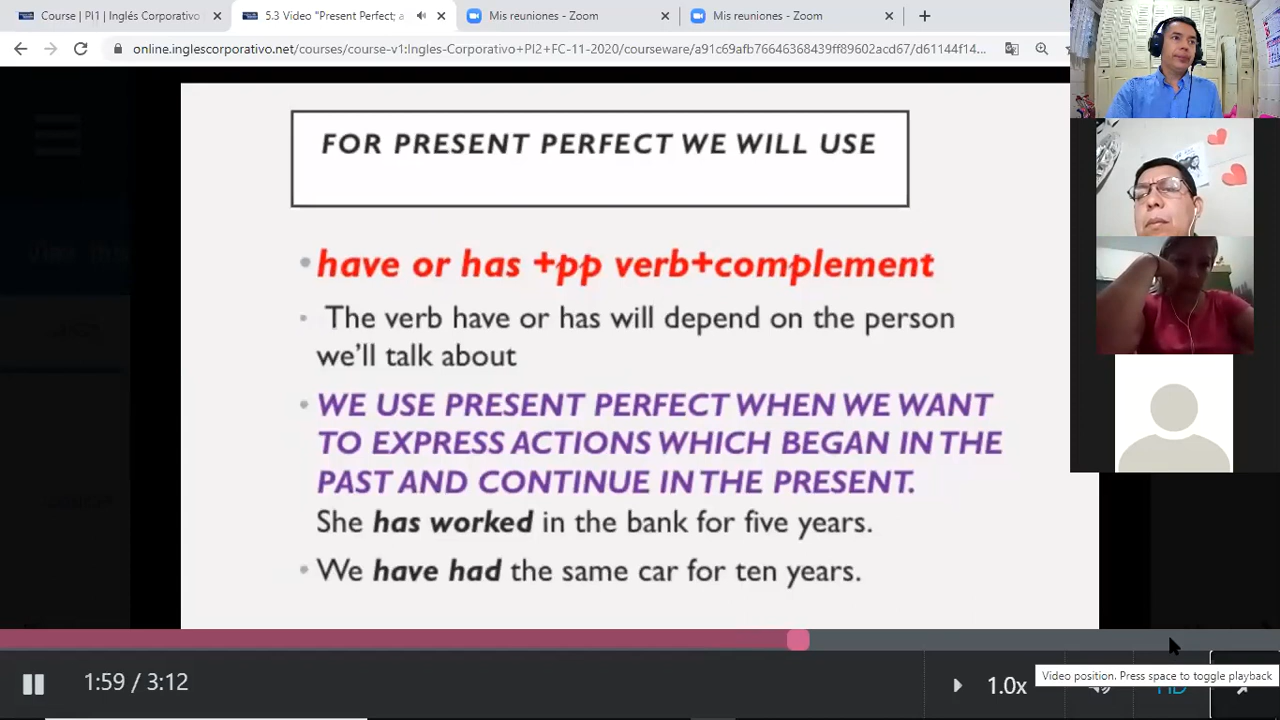 Course | PI1 | Inglés Corporativo
5.3 Video "Present Perfect; a
Mis reuniones - Zoom
Mis reuniones - Zoom
online.inglescorporativo.net/courses/course-v1:Ingles-Corporativo+PI2+FC-11-2020/courseware/a91c69afb76646368439ff89602acd67/d91144f14...
FOR PRESENT PERFECT WE WILL USE
• have or has +pp verb+complement
• The verb have or has will depend on the person
we'll talk about
• WE USE PRESENT PERFECT WHEN WE WANT
TO EXPRESS ACTIONS WHICH BEGAN IN THE
PAST AND CONTINUE IN THE PRESENT.
She has worked in the bank for five years.
• We have had the same car for ten years.
1:59 / 3:12
1.0x
HD
Video position. Press space to toggle playback